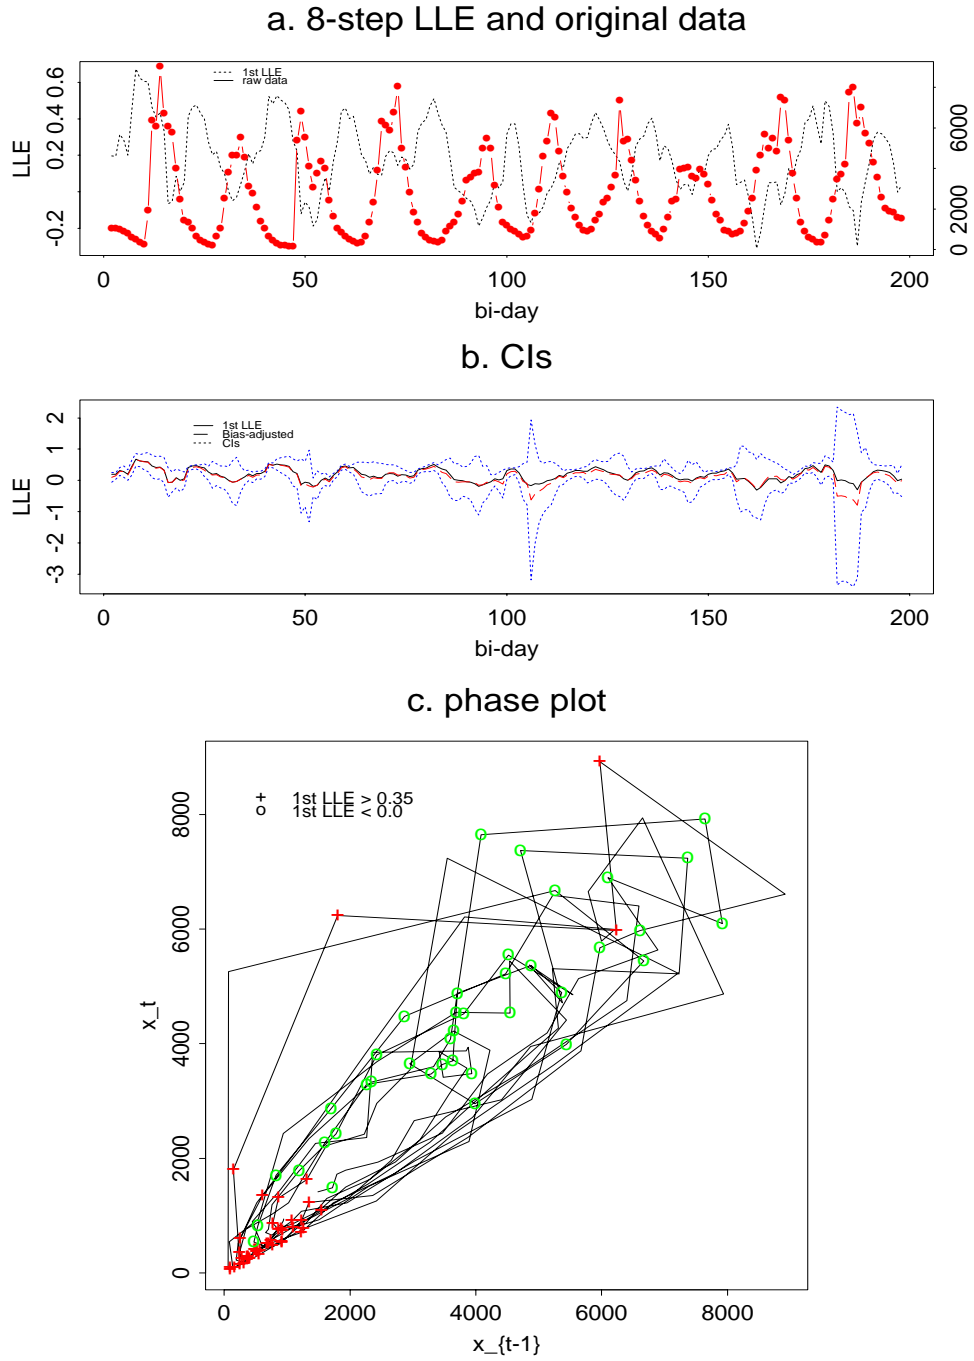 a. 8-step LLE and original data
1st LLE
raw data
LLE
-0.2 0.2 0.4 0.6
0 2000 6000
0 50 100 150 200
bi-day
b. CIs
1st LLE
Bias-adjusted
CIs
LLE
-3 -2 -1 0 1 2
0 50 100 150 200
bi-day
c. phase plot
+ 1st LLE > 0.35
o 1st LLE < 0.0
x_t
0 2000 4000 6000 8000
0 2000 4000 6000 8000
x_{t-1}